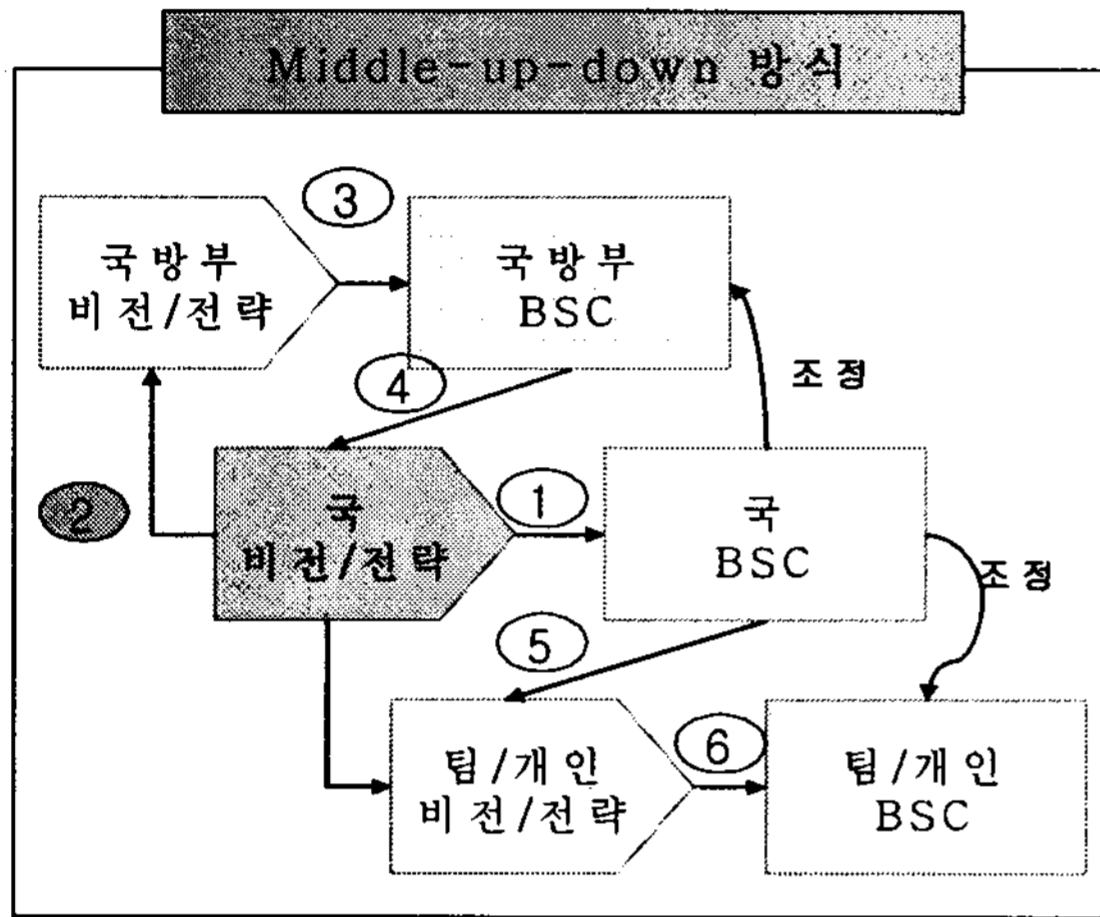 Middle-up-down 방식
3
국방부
비전/전략
국방부
BSC
4
조정
2
국
비전/전략
1
국
BSC
조정
5
팀/개인
비전/전략
6
팀/개인
BSC